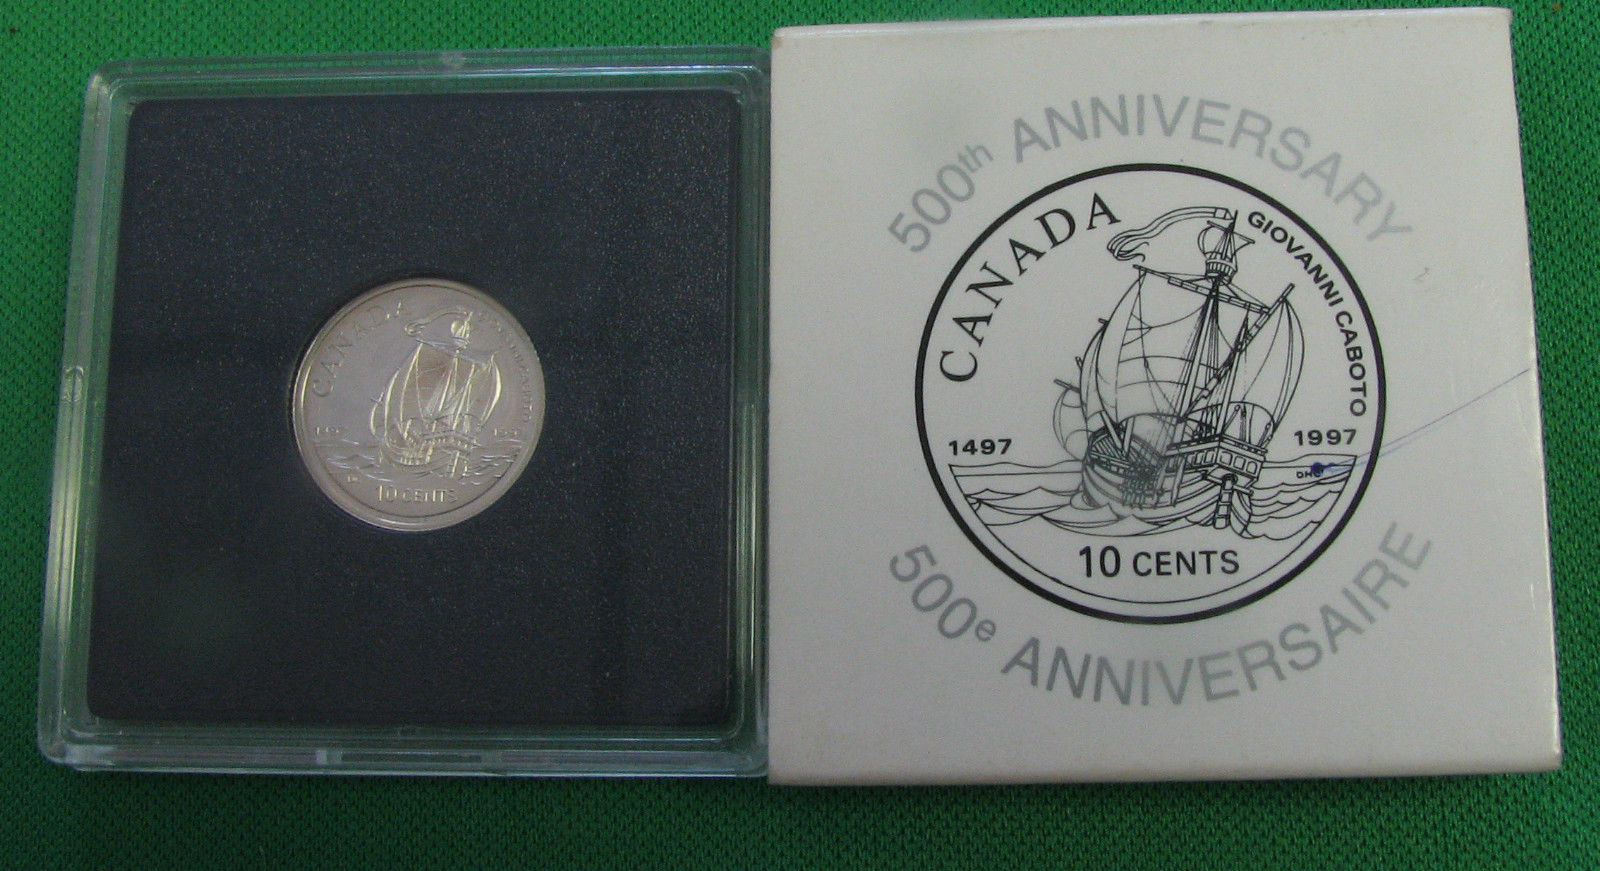 CANADA
10 CENTS
500th ANNIVERSARY
CANADA
GIOVANNI CABOTO
1497
1997
10 CENTS
500e ANNIVERSAIRE